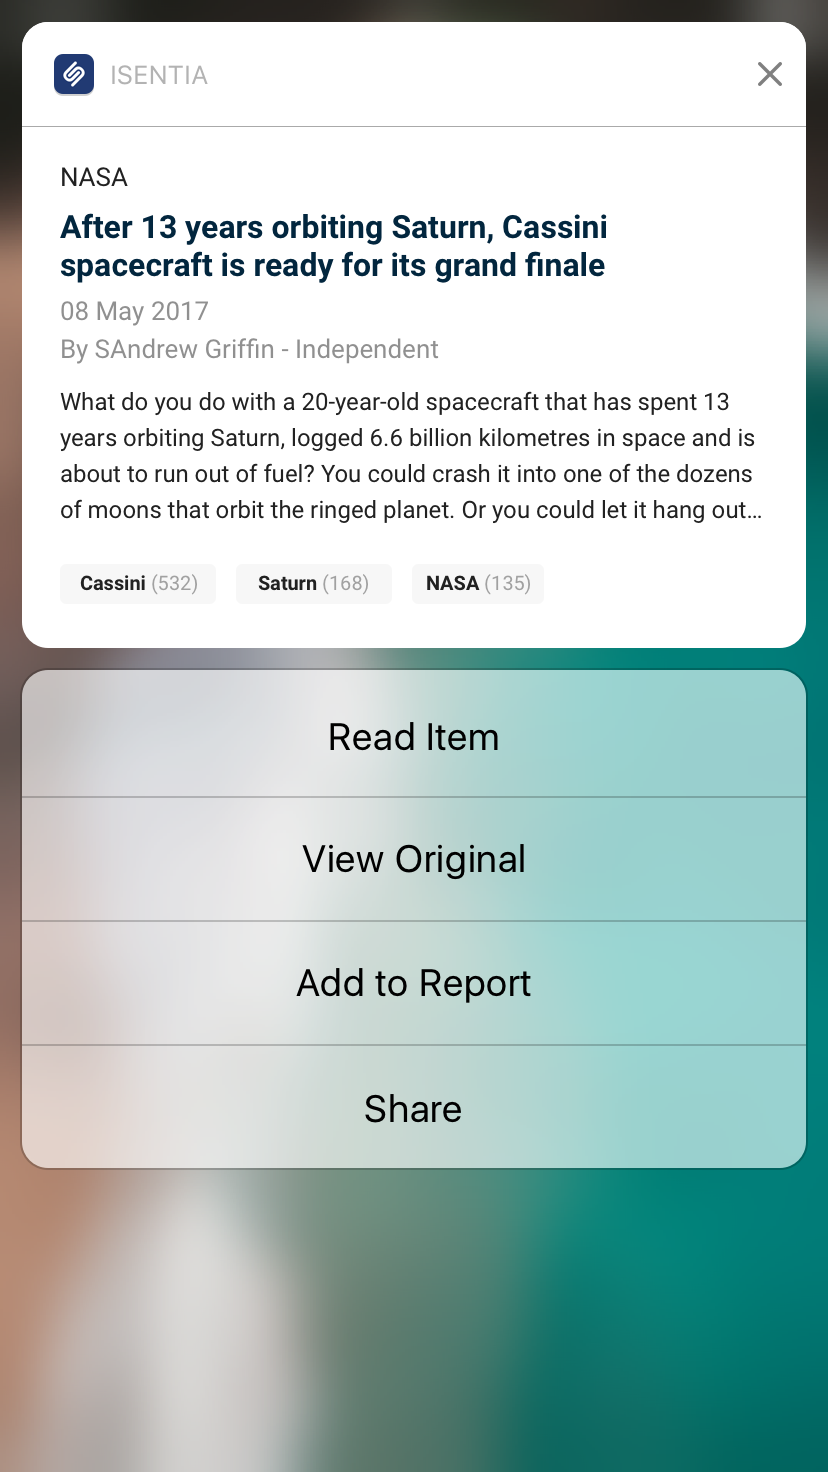 ISENTIA
NASA
After 13 years orbiting Saturn, Cassini
spacecraft is ready for its grand finale
08 May 2017
By SAndrew Griffin - Independent
What do you do with a 20-year-old spacecraft that has spent 13
years orbiting Saturn, logged 6.6 billion kilometres in space and is
about to run out of fuel? You could crash it into one of the dozens
of moons that orbit the ringed planet. Or you could let it hang out...
Cassini (532) Saturn (168) NASA (135)
Read Item
View Original
Add to Report
Share